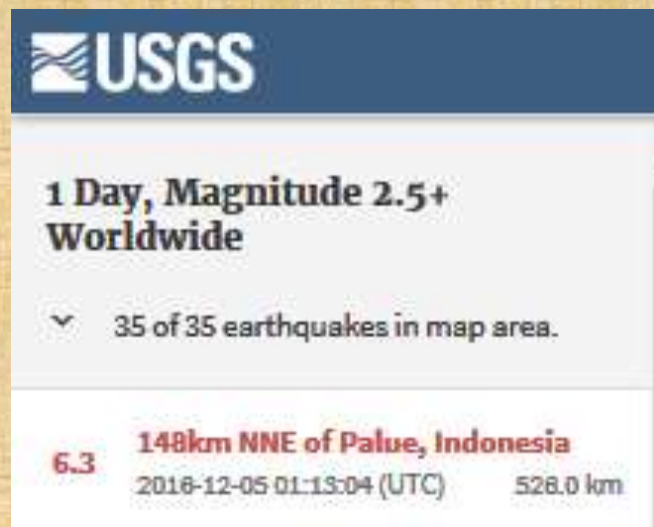 USGS
1 Day, Magnitude 2.5+
Worldwide
35 of 35 earthquakes in map area.
6.3 148km NNE of Palue, Indonesia
2016-12-05 01:13:04 (UTC) 526.0 km